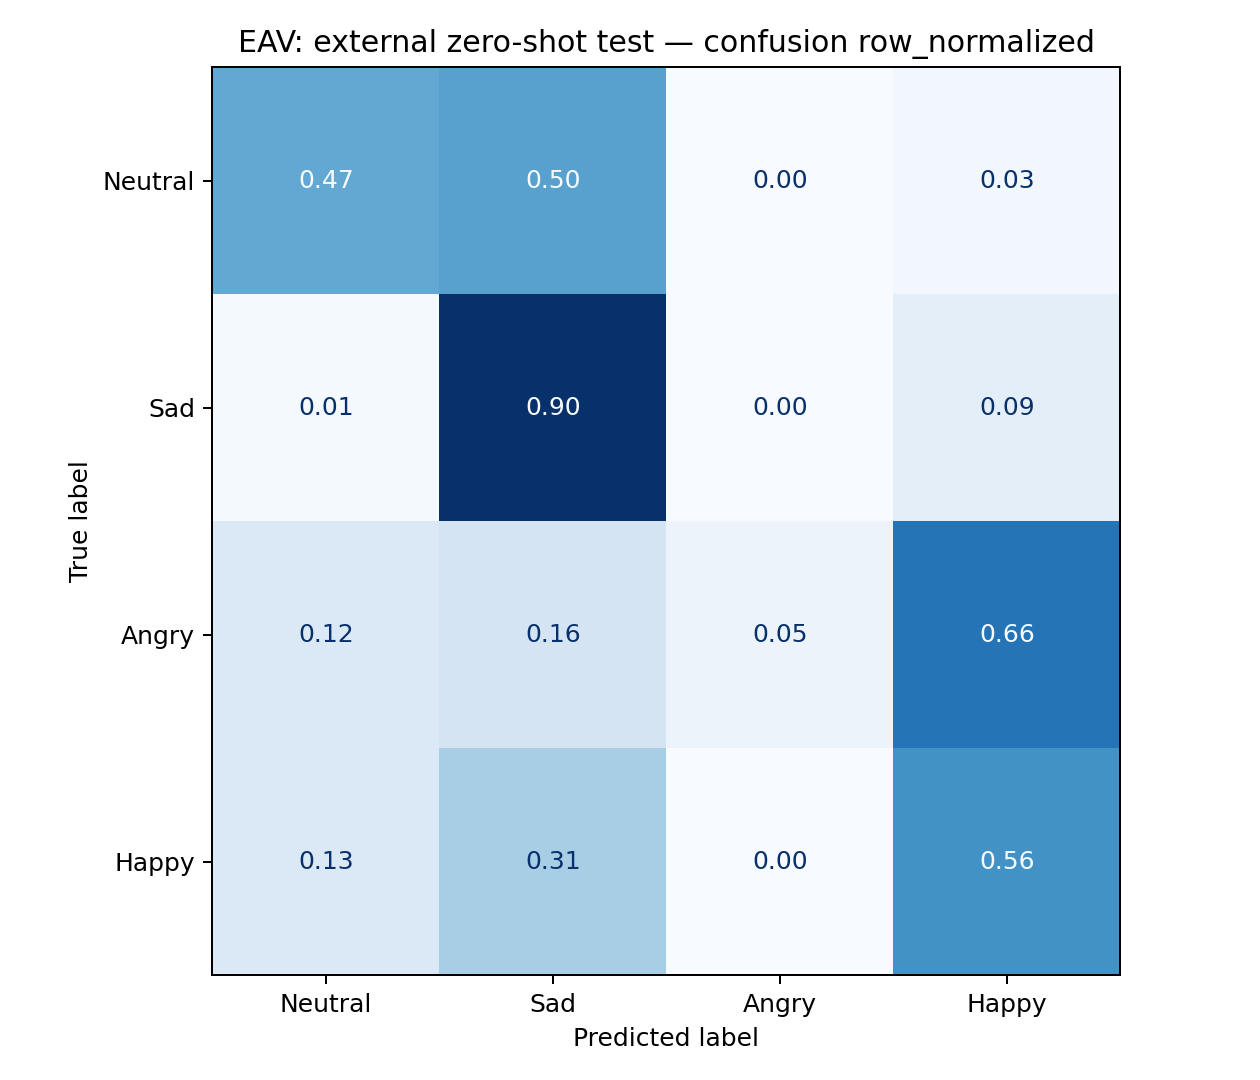 EAV: external zero-shot test — confusion row_normalized
Neutral 0.47 0.50 0.00 0.03
Sad 0.01 0.90 0.00 0.09
Angry 0.12 0.16 0.05 0.66
Happy 0.13 0.31 0.00 0.56
True label
Neutral Sad Angry Happy
Predicted label